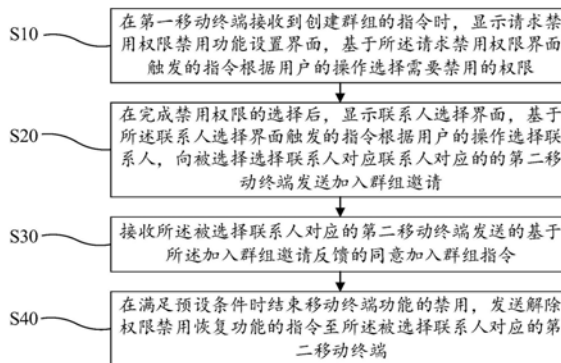 S10
在第一移动终端接收到创建群组的指令时，显示请求禁
用权限禁用功能设置界面，基于所述请求禁用权限界面
触发的指令根据用户的操作选择需要禁用的权限
S20
在完成禁用权限的选择后，显示联系人选择界面，基于
所述联系人选择界面触发的指令根据用户的操作选择联
系人，向被选择选择联系人对应联系人对应的的第二移
动终端发送加入群组邀请
S30
接收所述被选择联系人对应的第二移动终端发送的基于
所述加入群组邀请反馈的同意加入群组指令
S40
在满足预设条件时结束移动终端功能的禁用，发送解除
权限禁用恢复功能的指令至所述被选择联系人对应的第
二移动终端